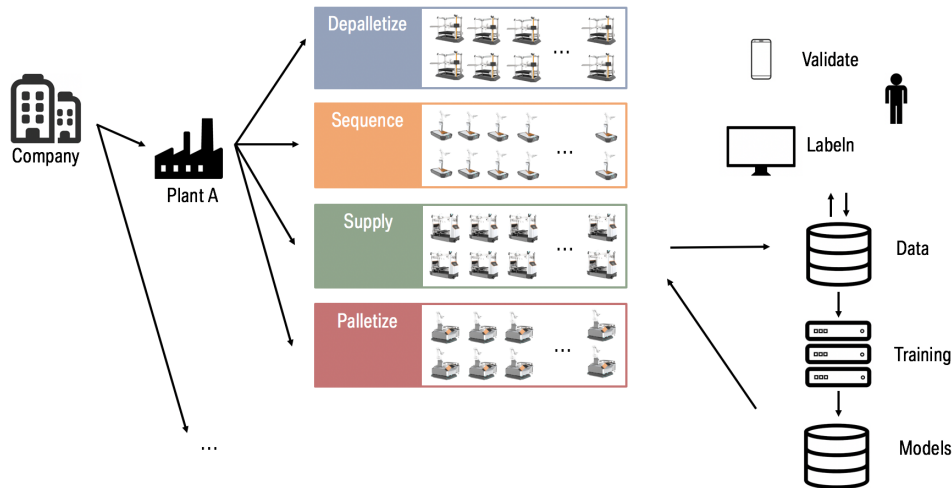 Depalletize
...
Validate
Sequence
...
Company
Labeln
Plant A
Supply
...
Data
Palletize
...
Training
...
Models